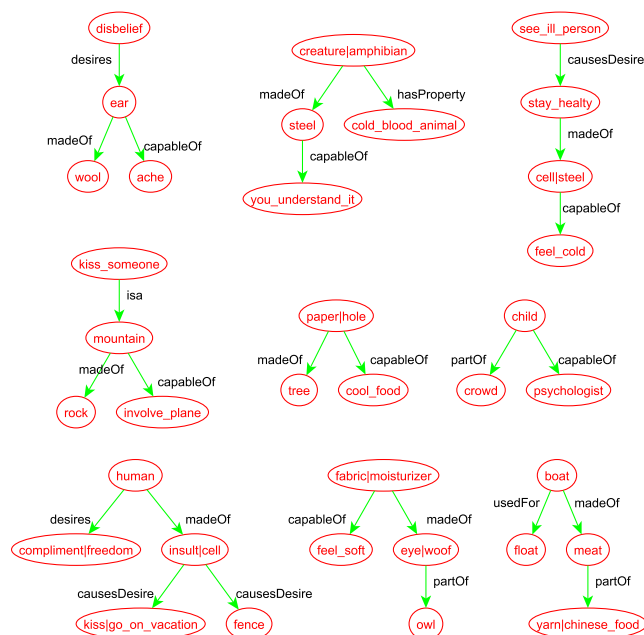 disbelief
desires
ear
madeOf
capableOf
wool
ache
creature|amphibian
madeOf
hasProperty
steel
cold_blood_animal
capableOf
you_understand_it
see_ill_person
causesDesire
stay_healty
madeOf
cell|steel
capableOf
feel_cold
kiss_someone
isa
mountain
madeOf
capableOf
rock
involve_plane
paper|hole
madeOf
capableOf
tree
cool_food
child
partOf
capableOf
crowd
psychologist
human
desires
madeOf
compliment|freedom
insult|cell
causesDesire
causesDesire
kiss|go_on_vacation
fence
fabric|moisturizer
capableOf
madeOf
feel_soft
eye|woof
partOf
owl
boat
usedFor
madeOf
float
meat
partOf
yarn|chinese_food